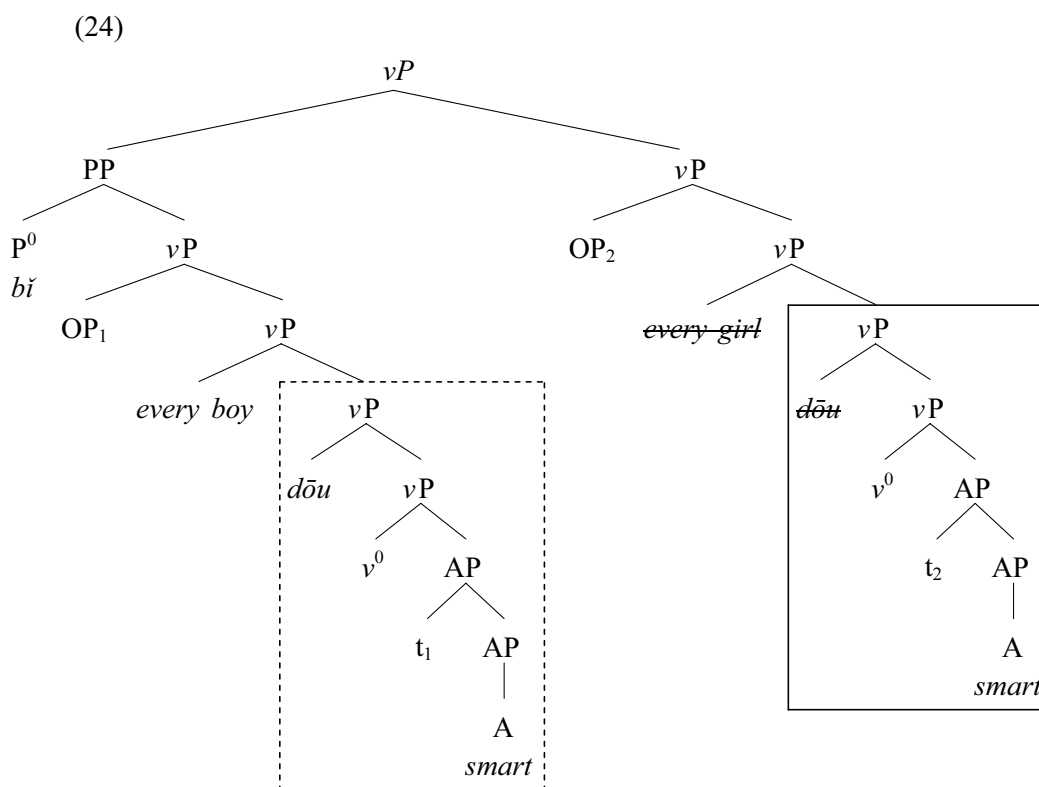 (24)
vP
PP vP
P⁰ vP OP₂ vP
bǐ
OP₁ vP every girl vP
every boy vP dōu vP
dōu vP v⁰ AP
v⁰ AP t₂ AP
t₁ AP A
smart
A
smart